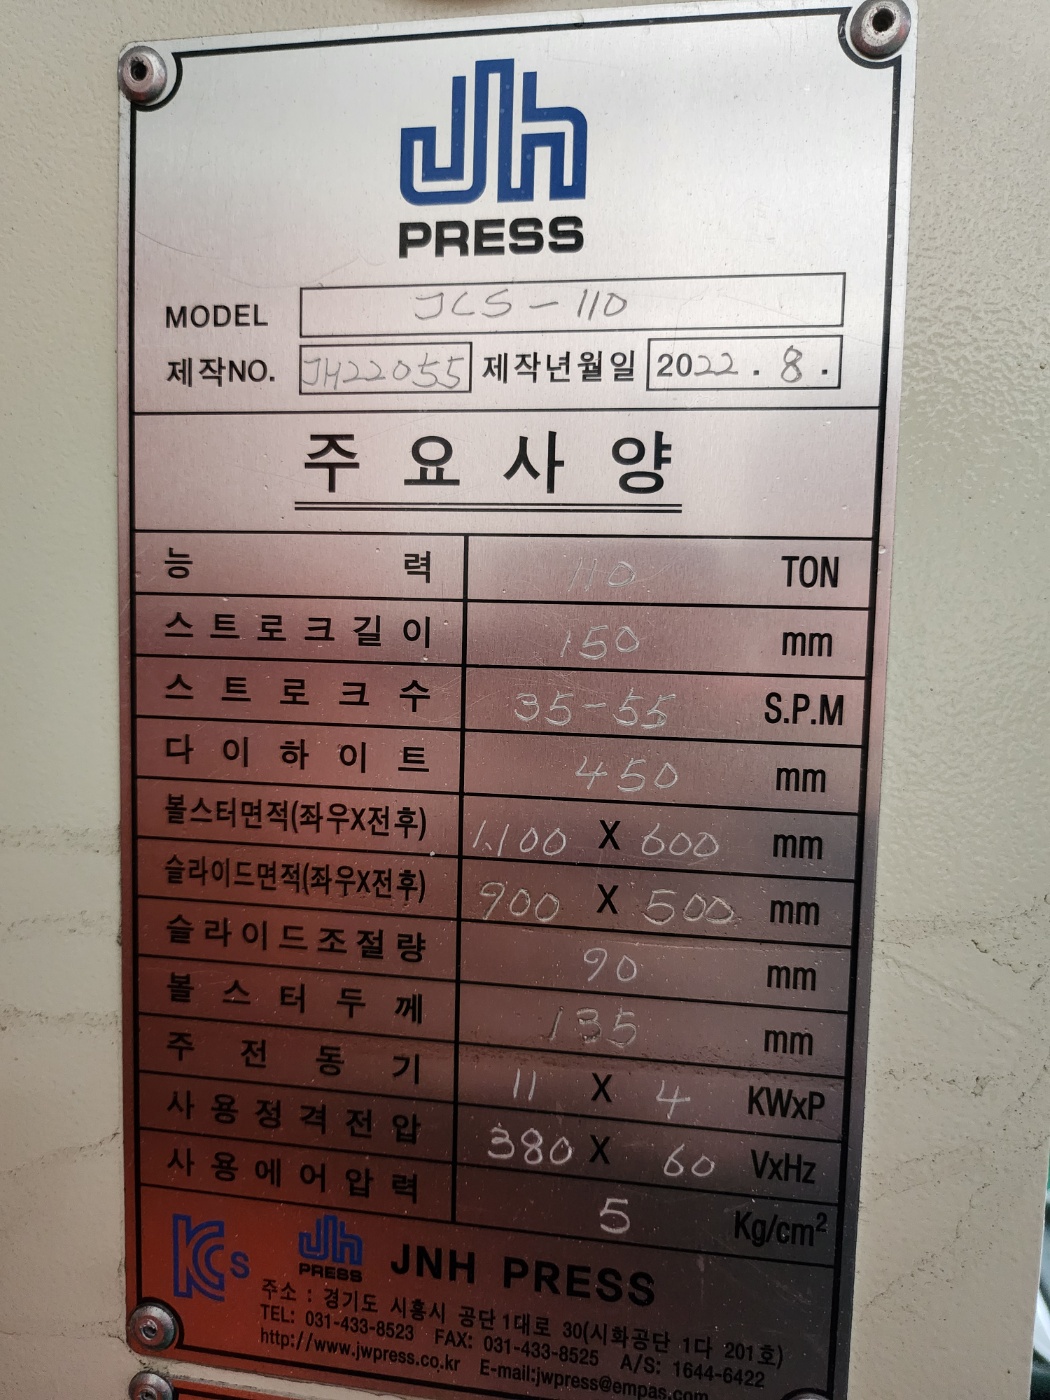 Jh
PRESS
MODEL JCS-110
제작NO. JH22055 제작년월일 2022.8.
주요사양
능력 110 TON
스트로크길이 150 mm
스트로크수 35-55 S.P.M
다이하이트 450 mm
볼스터면적(좌우X전후) 1.100 X 600 mm
슬라이드면적(좌우X전후) 900 X 500 mm
슬라이드조절량 90 mm
볼스터두께 135 mm
주전동기 11 X 4 KWxP
사용정격전압 380 X 60 VxHz
사용에어압력 5 Kg/cm²
KCs Jh PRESS JNH PRESS
주소 : 경기도 시흥시 공단1대로 30(시화공단 1다 201호)
TEL: 031-433-8523 FAX: 031-433-8525 A/S: 1644-6422
http://www.jwpress.co.kr E-mail:jwpress@empas.com